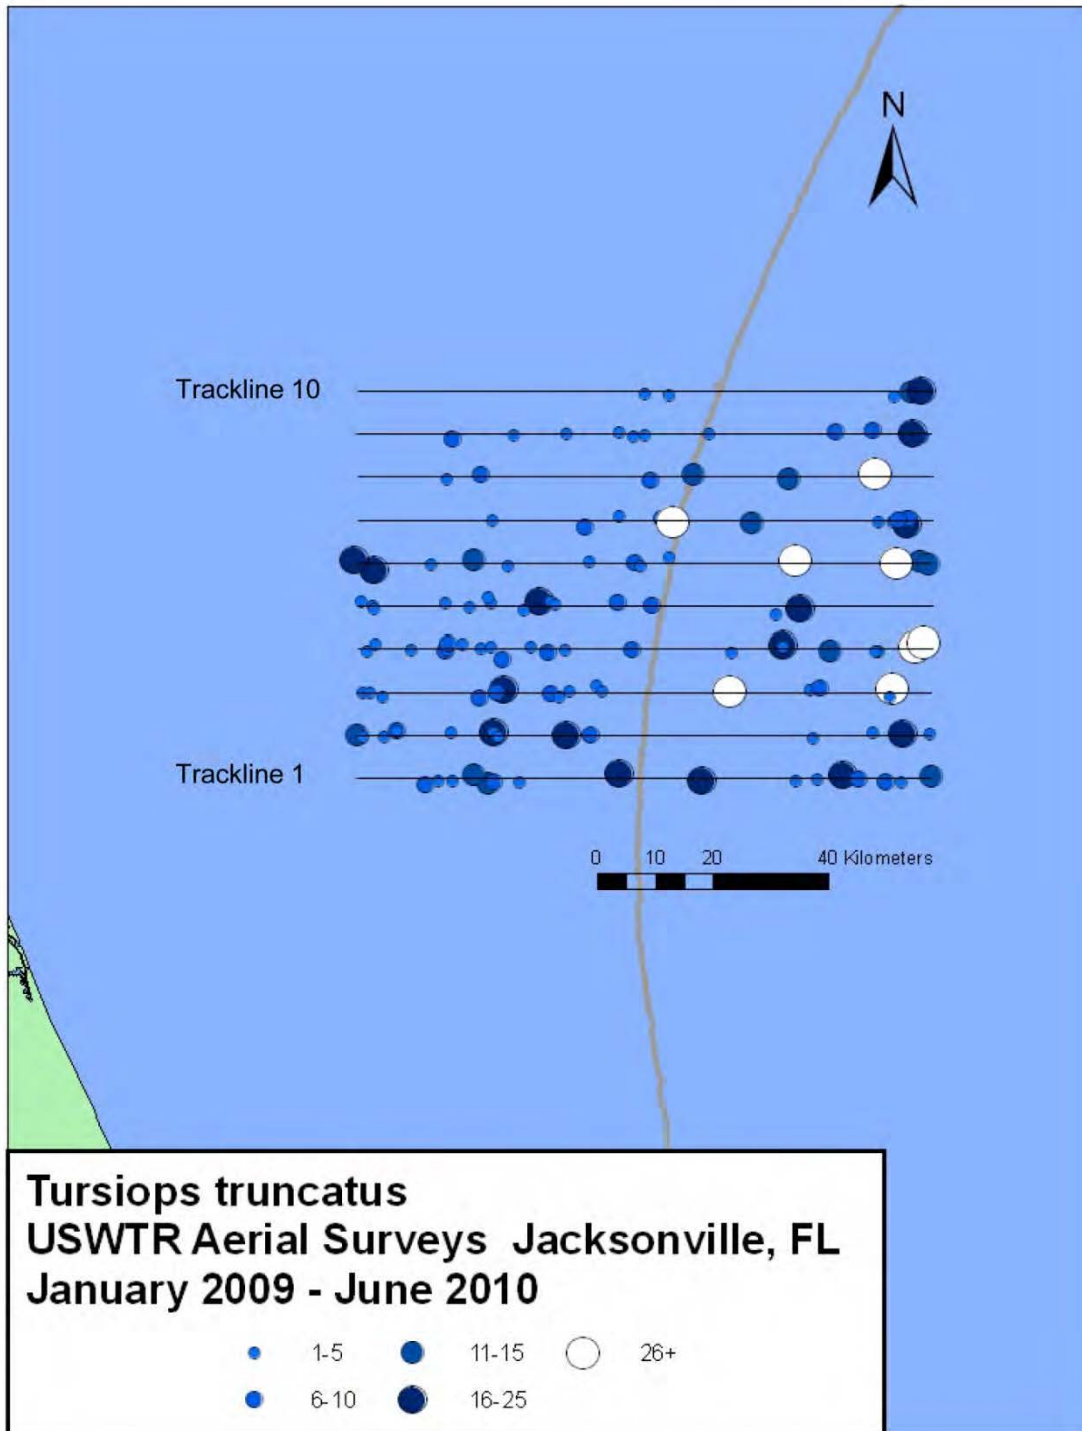 N
Trackline 10
Trackline 1
0 10 20 40 Kilometers
Tursiops truncatus
USWTR Aerial Surveys Jacksonville, FL
January 2009 - June 2010
1-5 11-15 26+
6-10 16-25